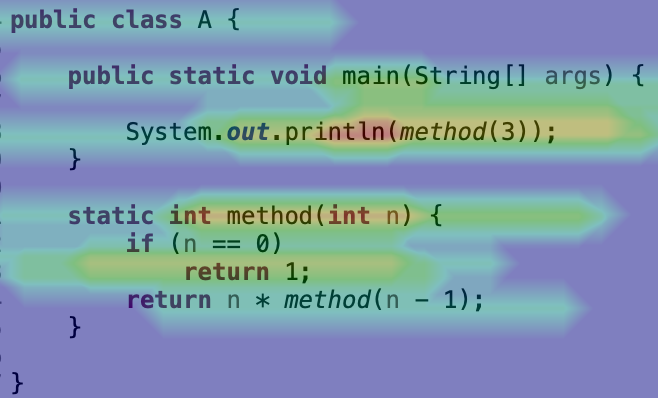 public class A {
public static void main(String[] args) {
System.out.println(method(3));
}
static int method(int n) {
if (n == 0)
return 1;
return n * method(n - 1);
}
}